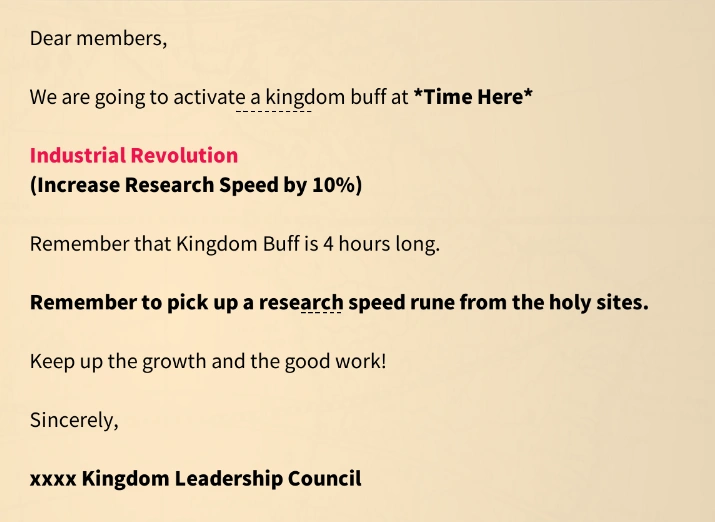 Dear members,
We are going to activate a kingdom buff at *Time Here*
Industrial Revolution
(Increase Research Speed by 10%)
Remember that Kingdom Buff is 4 hours long.
Remember to pick up a research speed rune from the holy sites.
Keep up the growth and the good work!
Sincerely,
xxxx Kingdom Leadership Council